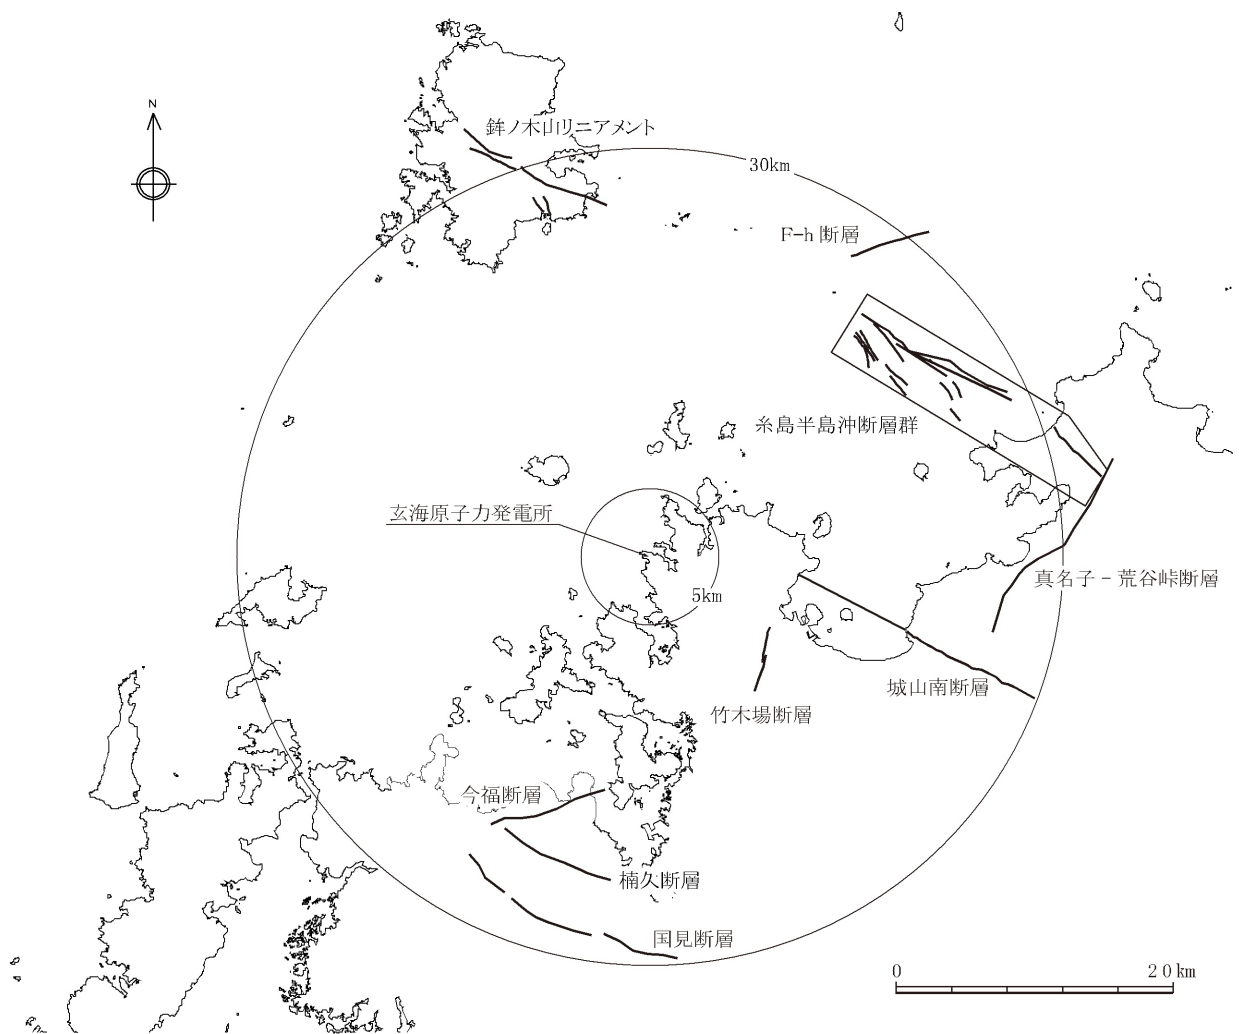 N
鉾ノ木山リニアメント
30km
F-h断層
糸島半島沖断層群
玄海原子力発電所
5km
真名子－荒谷峠断層
城山南断層
竹木場断層
今福断層
楠久断層
国見断層
0 20km